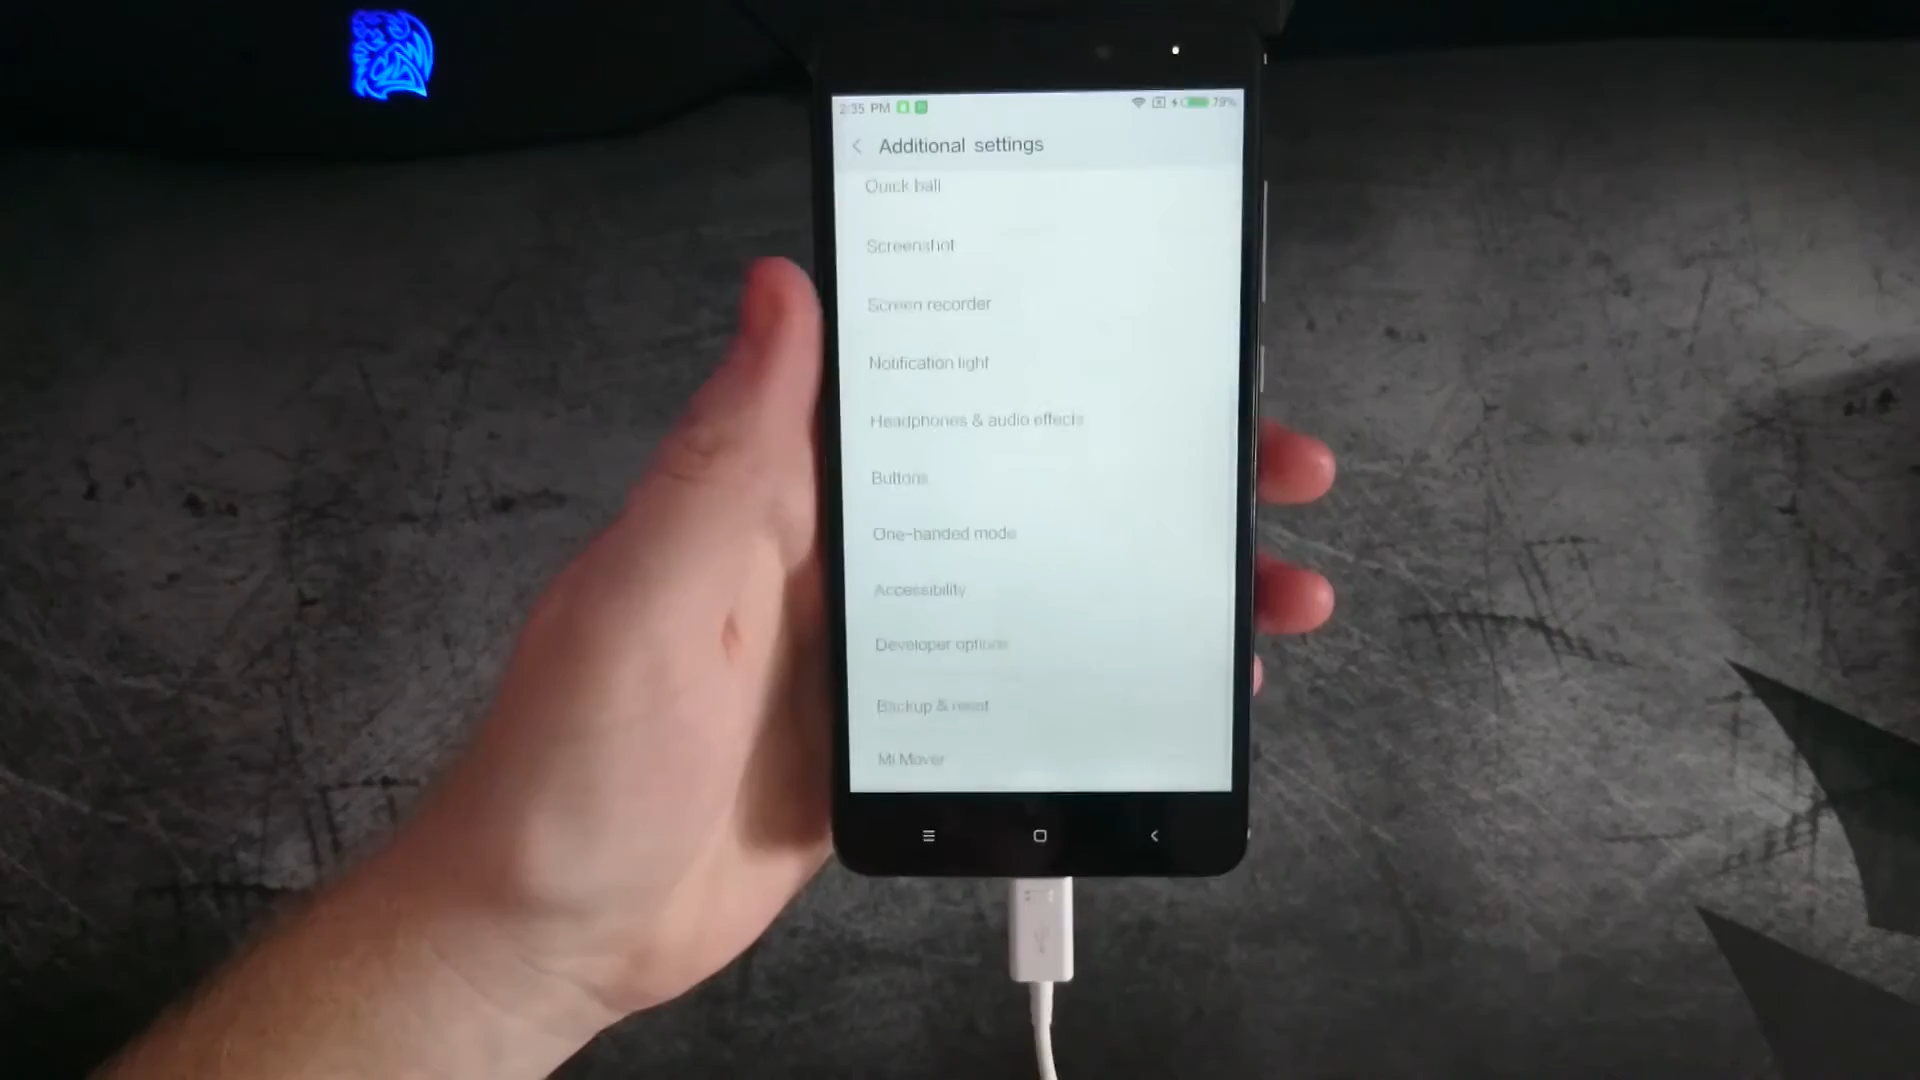 2:35 PM 79%
Additional settings
Quick ball
Screenshot
Screen recorder
Notification light
Headphones & audio effects
Buttons
One-handed mode
Accessibility
Developer options
Backup & reset
Mi Mover